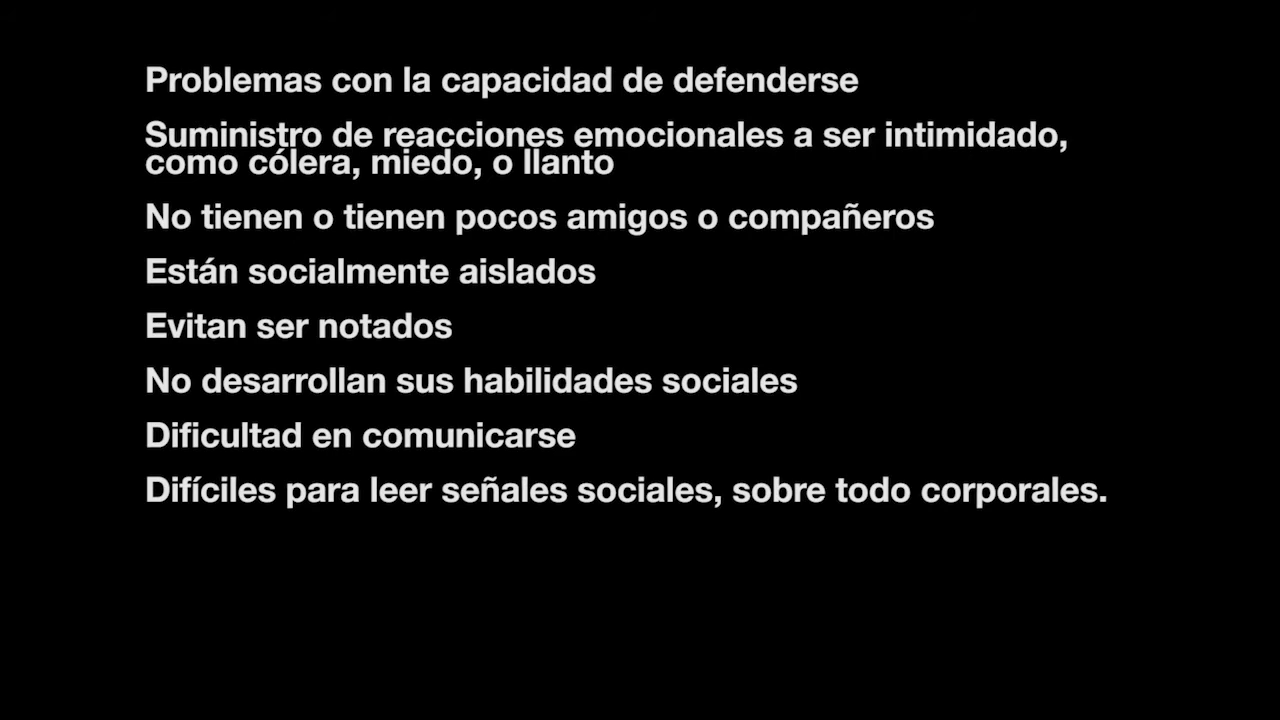 Problemas con la capacidad de defenderse
Suministro de reacciones emocionales a ser intimidado,
como cólera, miedo, o llanto
No tienen o tienen pocos amigos o compañeros
Están socialmente aislados
Evitan ser notados
No desarrollan sus habilidades sociales
Dificultad en comunicarse
Difíciles para leer señales sociales, sobre todo corporales.